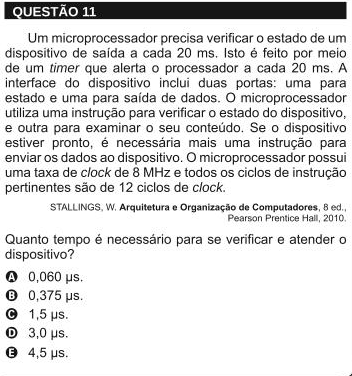 QUESTÃO 11
Um microprocessador precisa verificar o estado de um
dispositivo de saída a cada 20 ms. Isto é feito por meio
de um timer que alerta o processador a cada 20 ms. A
interface do dispositivo inclui duas portas: uma para
estado e uma para saída de dados. O microprocessador
utiliza uma instrução para verificar o estado do dispositivo,
e outra para examinar o seu conteúdo. Se o dispositivo
estiver pronto, é necessária mais uma instrução para
enviar os dados ao dispositivo. O microprocessador possui
uma taxa de clock de 8 MHz e todos os ciclos de instrução
pertinentes são de 12 ciclos de clock.
STALLINGS, W. Arquitetura e Organização de Computadores, 8 ed.,
Pearson Prentice Hall, 2010.
Quanto tempo é necessário para se verificar e atender o
dispositivo?
A 0,060 µs.
B 0,375 µs.
C 1,5 µs.
D 3,0 µs.
E 4,5 µs.